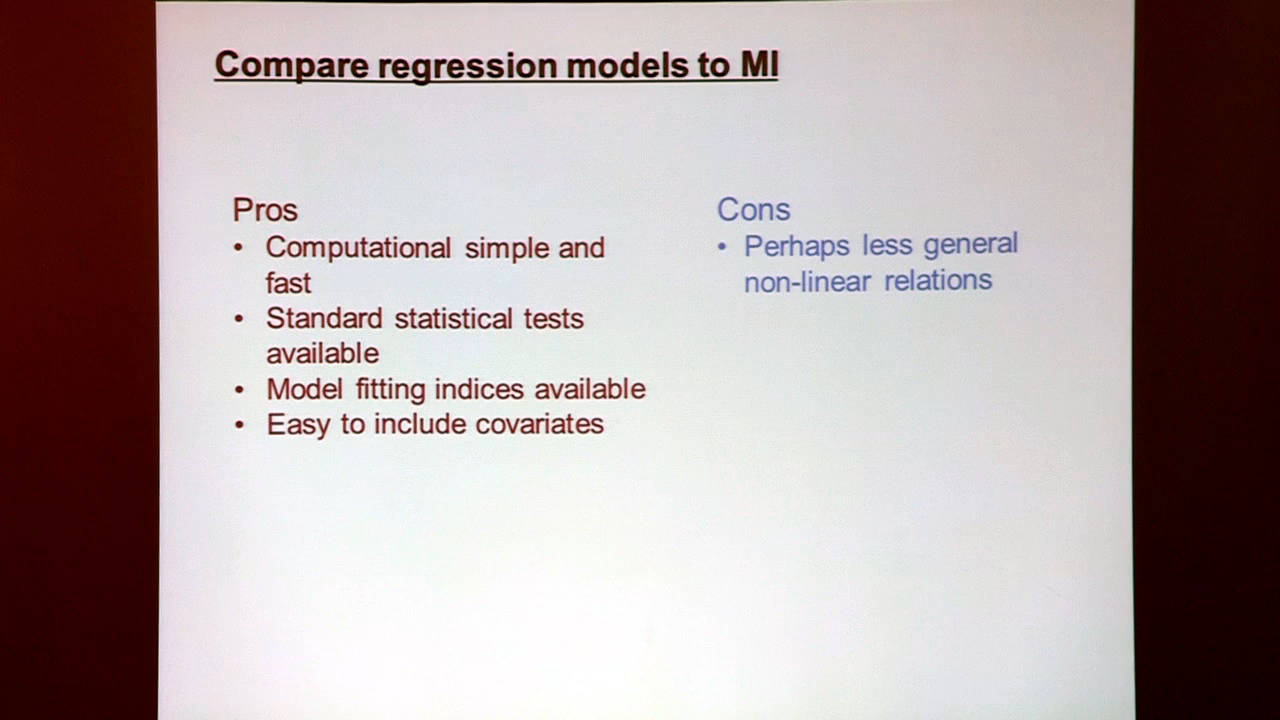 Compare regression models to MI
Pros
• Computational simple and
fast
• Standard statistical tests
available
• Model fitting indices available
• Easy to include covariates
Cons
• Perhaps less general
non-linear relations